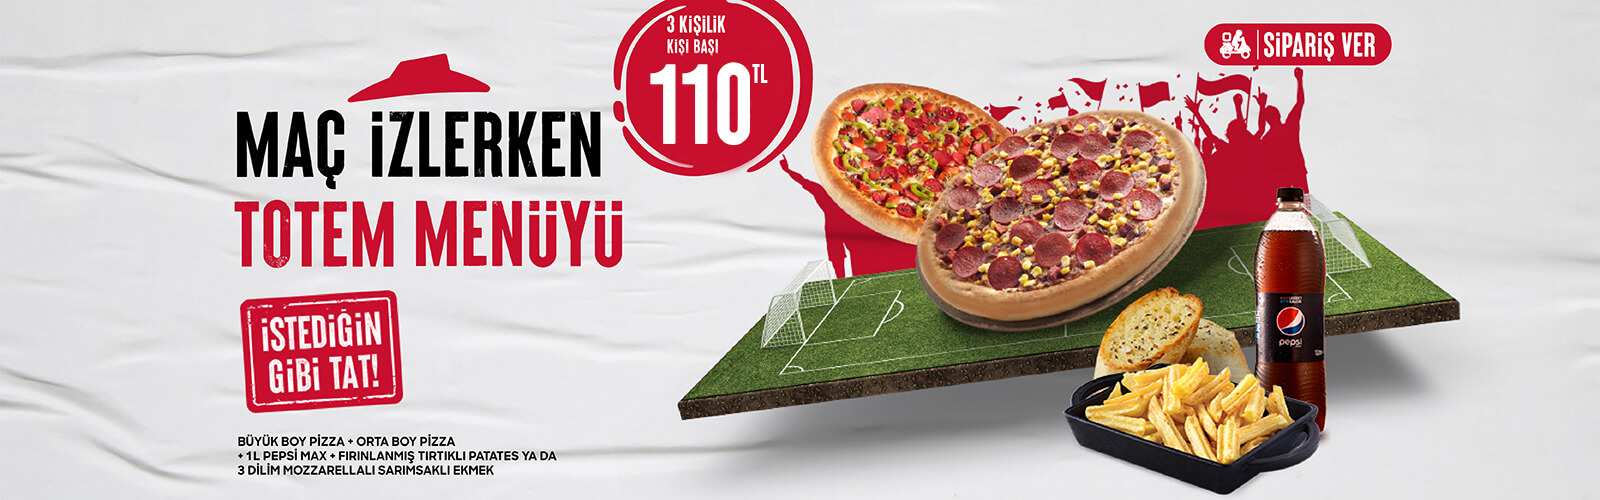 3 KİŞİLİK
KİŞİ BAŞI
110 TL
SİPARİŞ VER
MAÇ İZLERKEN
TOTEM MENÜYÜ
İSTEDİĞİN
GİBİ TAT!
pepsi
BÜYÜK BOY PİZZA + ORTA BOY PİZZA
+ 1L PEPSİ MAX + FIRINLANMIŞ TIRTIKLI PATATES YA DA
3 DİLİM MOZZARELLALI SARIMSAKLI EKMEK